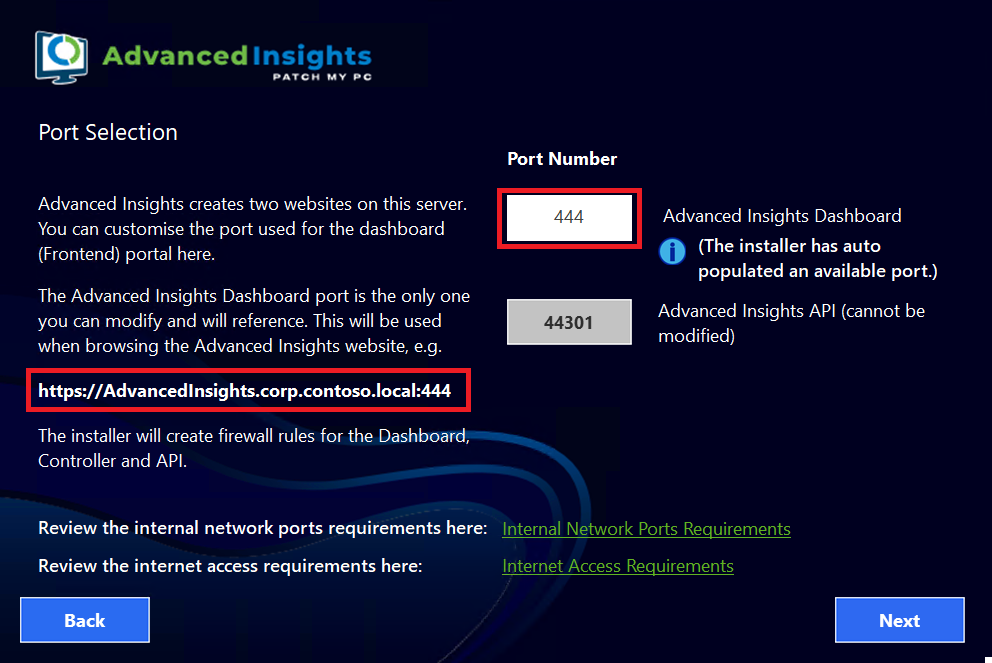 Advanced Insights
PATCH MY PC
Port Selection
Port Number
Advanced Insights creates two websites on this server.
You can customise the port used for the dashboard
(Frontend) portal here.
444
Advanced Insights Dashboard
(The installer has auto
populated an available port.)
The Advanced Insights Dashboard port is the only one
you can modify and will reference. This will be used
when browsing the Advanced Insights website, e.g.
44301
Advanced Insights API (cannot be
modified)
https://AdvancedInsights.corp.contoso.local:444
The installer will create firewall rules for the Dashboard,
Controller and API.
Review the internal network ports requirements here: Internal Network Ports Requirements
Review the internet access requirements here: Internet Access Requirements
Back
Next